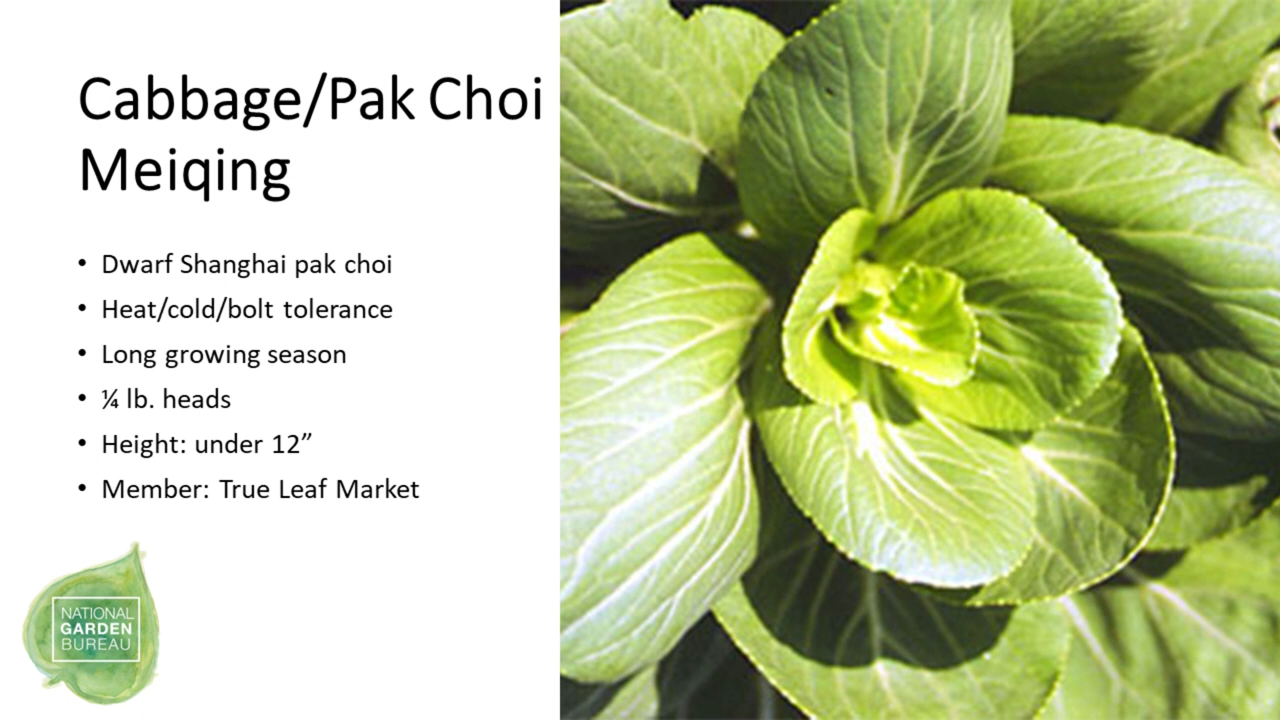 Cabbage/Pak Choi
Meiqing
• Dwarf Shanghai pak choi
• Heat/cold/bolt tolerance
• Long growing season
• ¼ lb. heads
• Height: under 12”
• Member: True Leaf Market
NATIONAL
GARDEN
BUREAU